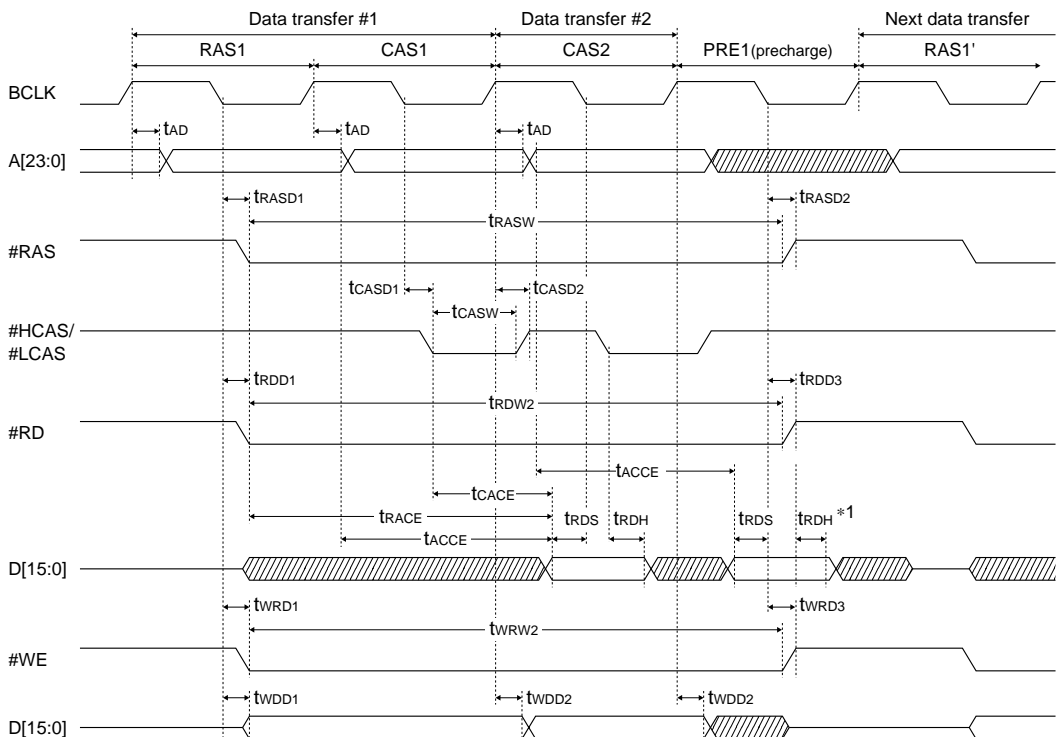 Data transfer #1 Data transfer #2 Next data transfer
RAS1 CAS1 CAS2 PRE1(precharge) RAS1'
BCLK
tAD tAD tAD
A[23:0]
tRASD1 tRASD2
tRASW
#RAS
tCASD1 tCASD2
tCASW
#HCAS/
#LCAS
tRDD1 tRDD3
tRDW2
#RD
tACCE
tCACE
tRACE tRDS tRDH tRDS tRDH *1
tACCE
D[15:0]
tWRD1 tWRD3
tWRW2
#WE
tWDD1 tWDD2 tWDD2
D[15:0]